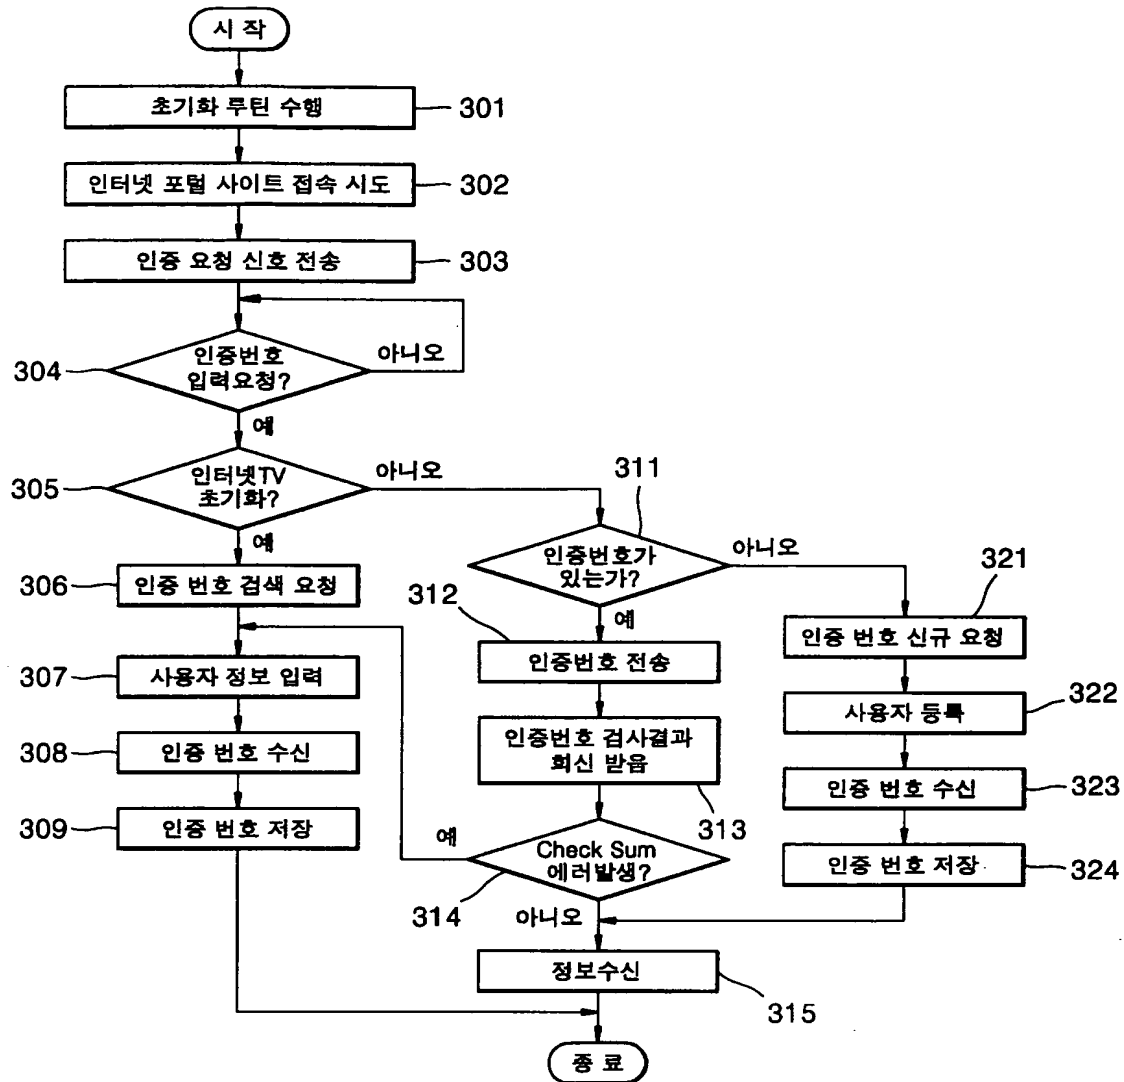 시 작
초기화 루틴 수행
301
인터넷 포털 사이트 접속 시도
302
인증 요청 신호 전송
303
304
인증번호
입력요청?
아니오
예
305
인터넷TV
초기화?
아니오
예
311
인증번호가
있는가?
아니오
예
306
인증 번호 검색 요청
312
인증번호 전송
321
인증 번호 신규 요청
307
사용자 정보 입력
322
사용자 등록
308
인증 번호 수신
인증번호 검사결과
회신 받음
313
323
인증 번호 수신
309
인증 번호 저장
예
Check Sum
에러발생?
314
아니오
인증 번호 저장
324
정보수신
315
종 료